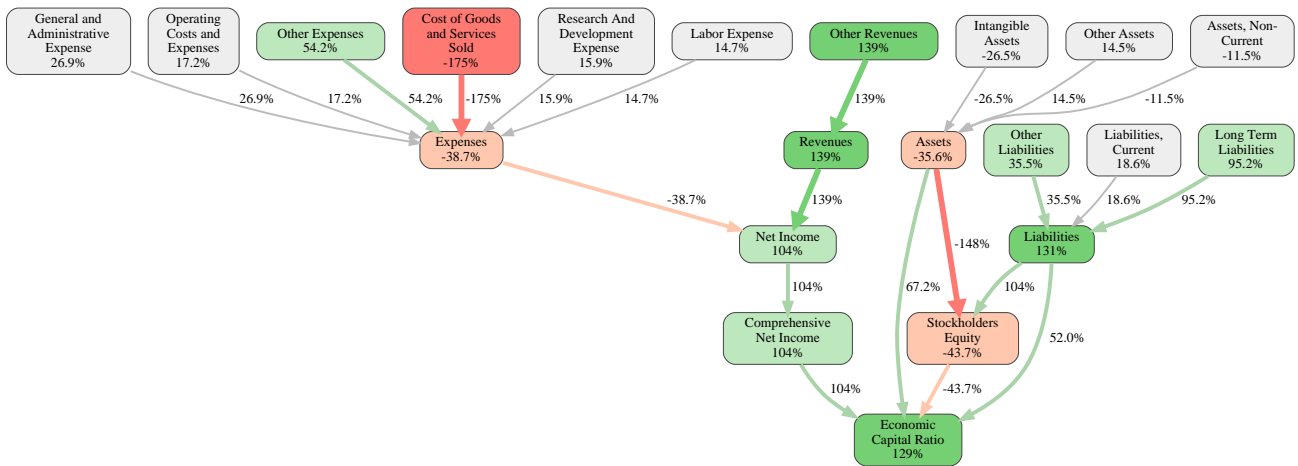 General and
Administrative
Expense
26.9%
Operating
Costs and
Expenses
17.2%
Other Expenses
54.2%
Cost of Goods
and Services
Sold
-175%
Research And
Development
Expense
15.9%
Labor Expense
14.7%
Other Revenues
139%
Intangible
Assets
-26.5%
Other Assets
14.5%
Assets, Non-
Current
-11.5%
26.9%
17.2%
54.2%
-175%
15.9%
14.7%
139%
-26.5%
14.5%
-11.5%
Expenses
-38.7%
Revenues
139%
Assets
-35.6%
Other
Liabilities
35.5%
Liabilities,
Current
18.6%
Long Term
Liabilities
95.2%
-38.7%
139%
35.5%
18.6%
95.2%
Net Income
104%
-148%
Liabilities
131%
104%
67.2%
104%
Comprehensive
Net Income
104%
Stockholders
Equity
-43.7%
52.0%
104%
-43.7%
Economic
Capital Ratio
129%